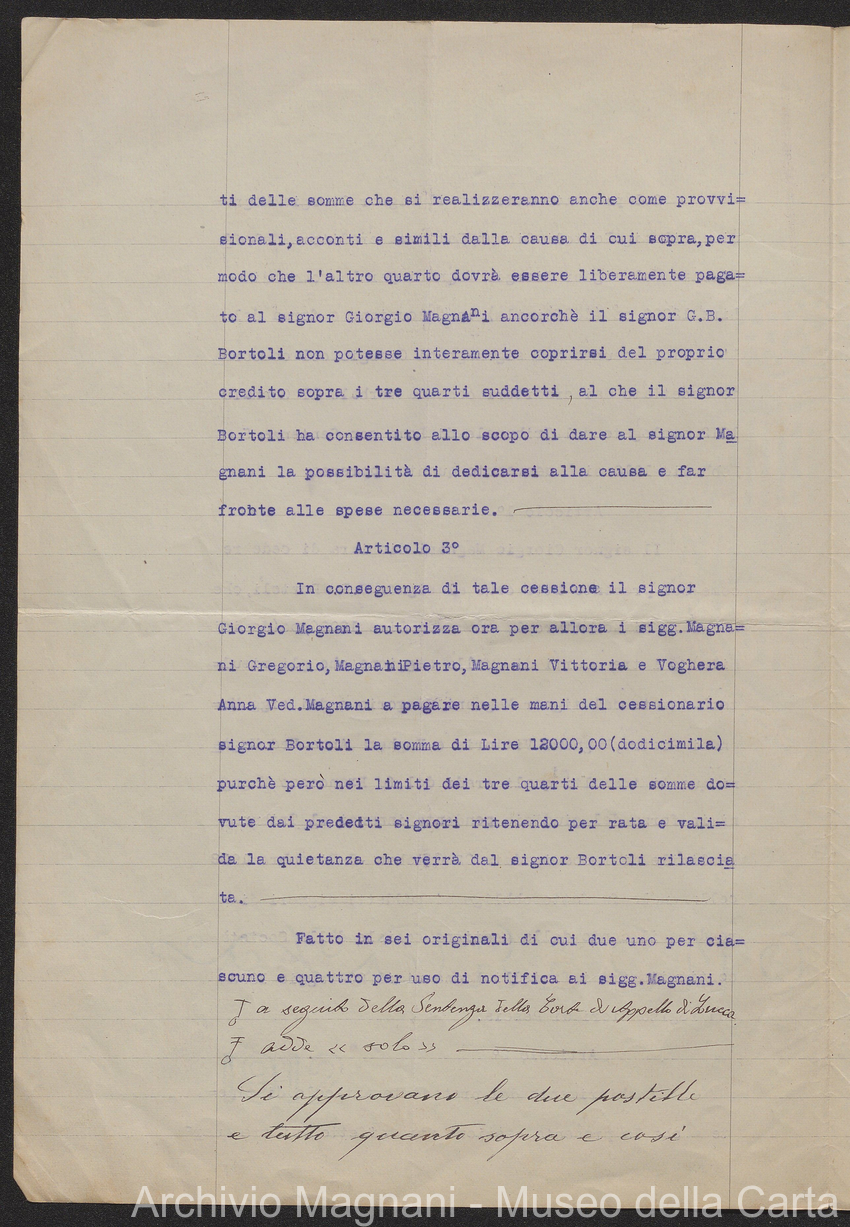 ti delle somme che si realizzeranno anche come provvi=
sionali,acconti e simili dalla causa di cui sopra,per
modo che l'altro quarto dovrà essere liberamente paga=
to al signor Giorgio Magnani ancorchè il signor G.B.
Bortoli non potesse interamente coprirsi del proprio
credito sopra i tre quarti suddetti ,al che il signor
Bortoli ha consentito allo scopo di dare al signor Ma
gnani la possibilità di dedicarsi alla causa e far
fronte alle spese necessarie.
Articolo 3°
In conseguenza di tale cessione il signor
Giorgio Magnani autorizza ora per allora i sigg.Magna=
ni Gregorio,MagnaniPietro,Magnani Vittoria e Voghera
Anna Ved.Magnani a pagare nelle mani del cessionario
signor Bortoli la somma di Lire 12000,00(dodicimila)
purchè però nei limiti dei tre quarti delle somme do=
vute dai predetti signori ritenendo per rata e vali=
da la quietanza che verrà dal signor Bortoli rilascia
ta.
Fatto in sei originali di cui due uno per cia=
scuno e quattro per uso di notifica ai sigg.Magnani.
a seguito della Sentenza della Corte di Appello di Lucca
adde « solo »
Si approvano le due postille
e tutto quanto sopra e così
Archivio Magnani - Museo della Carta